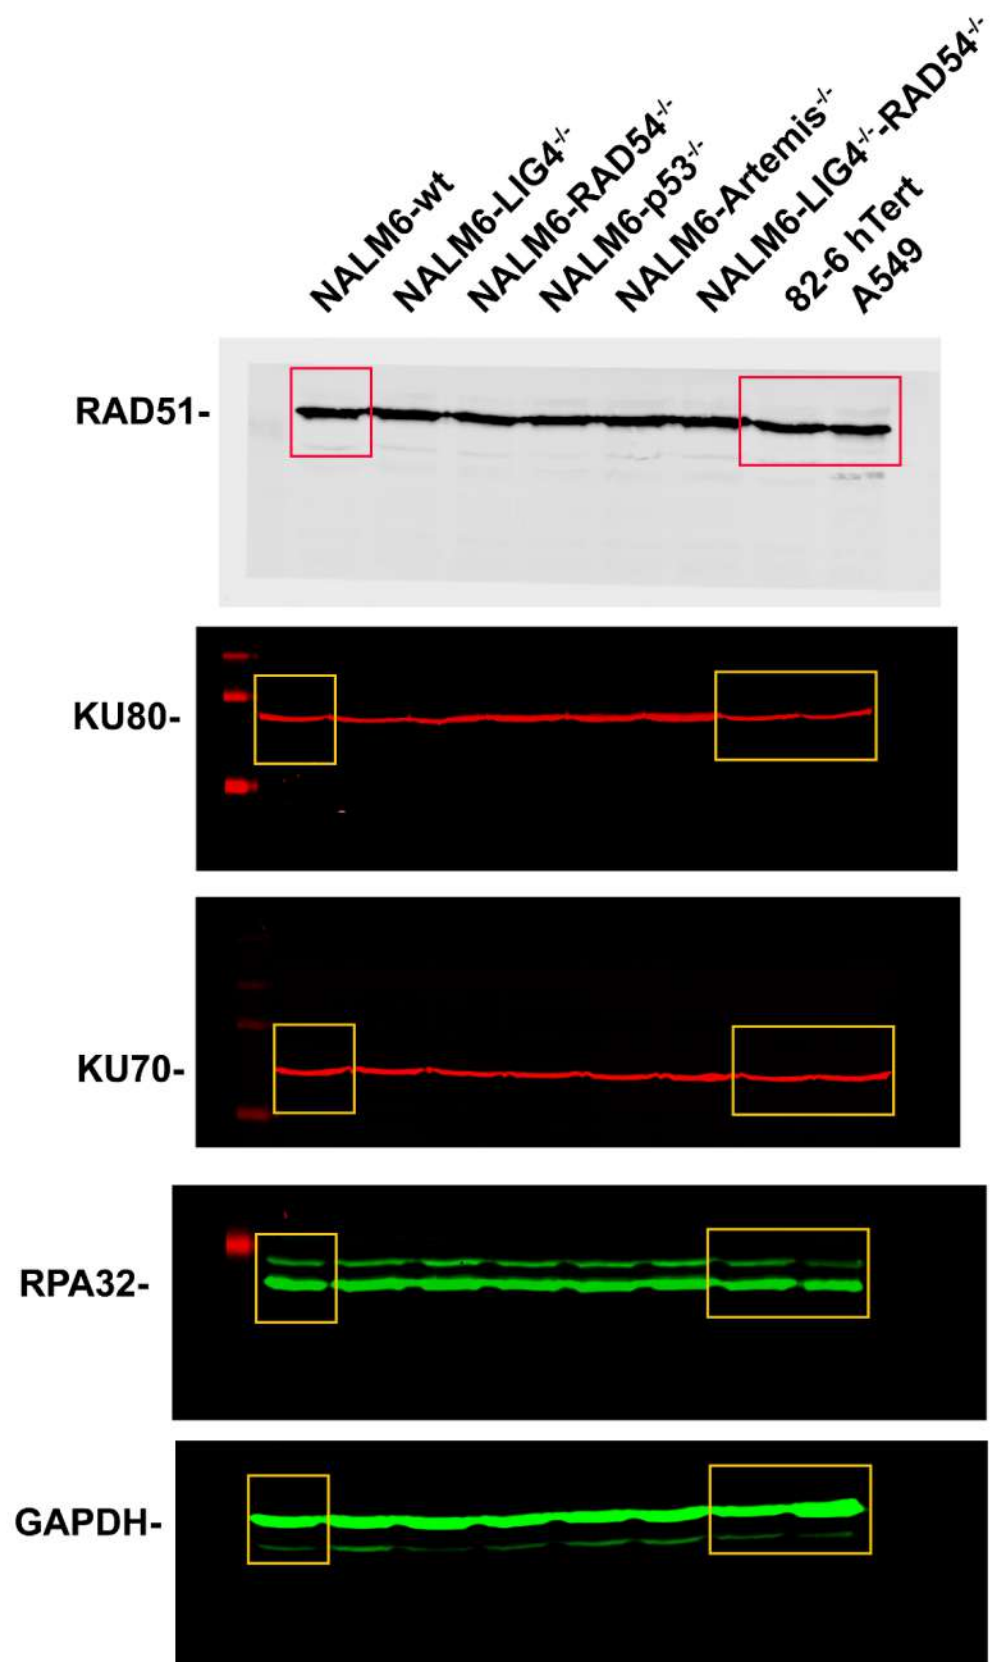 NALM6-wt
NALM6-LIG4-/-
NALM6-RAD54-/-
NALM6-p53-/-
NALM6-Artemis-/-
NALM6-LIG4-/--RAD54-/-
82-6 hTert
A549
RAD51-
KU80-
KU70-
RPA32-
GAPDH-